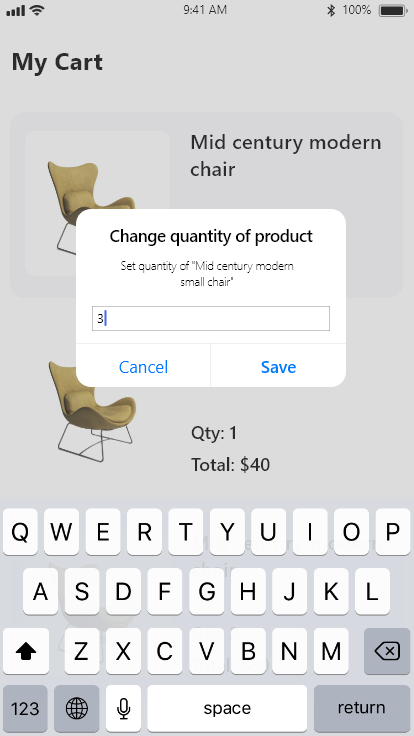 9:41 AM 100%
My Cart
Mid century modern
chair
Change quantity of product
Set quantity of "Mid century modern
small chair"
3
Cancel Save
Qty: 1
Total: $40
Q W E R T Y U I O P
A S D F G H J K L
Z X C V B N M
123 space return